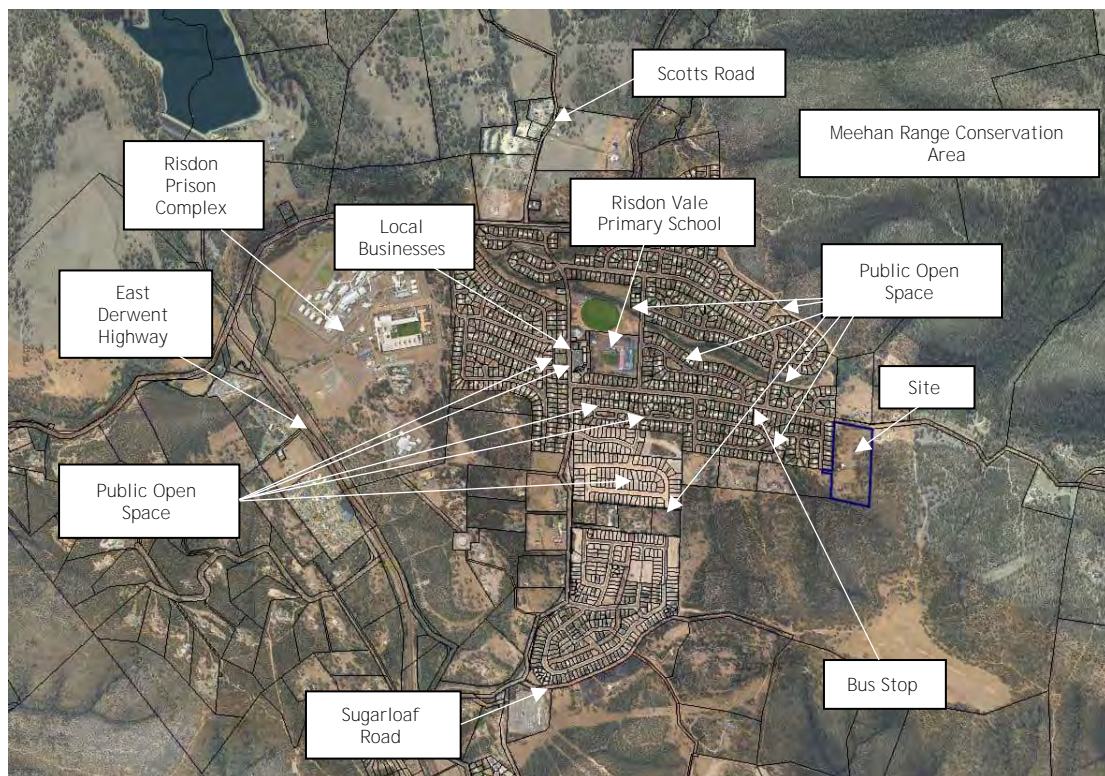 Scotts Road
Meehan Range Conservation
Area
Risdon
Prison
Complex
Risdon Vale
Primary School
Local
Businesses
Public Open
Space
East
Derwent
Highway
Site
Public Open
Space
Bus Stop
Sugarloaf
Road